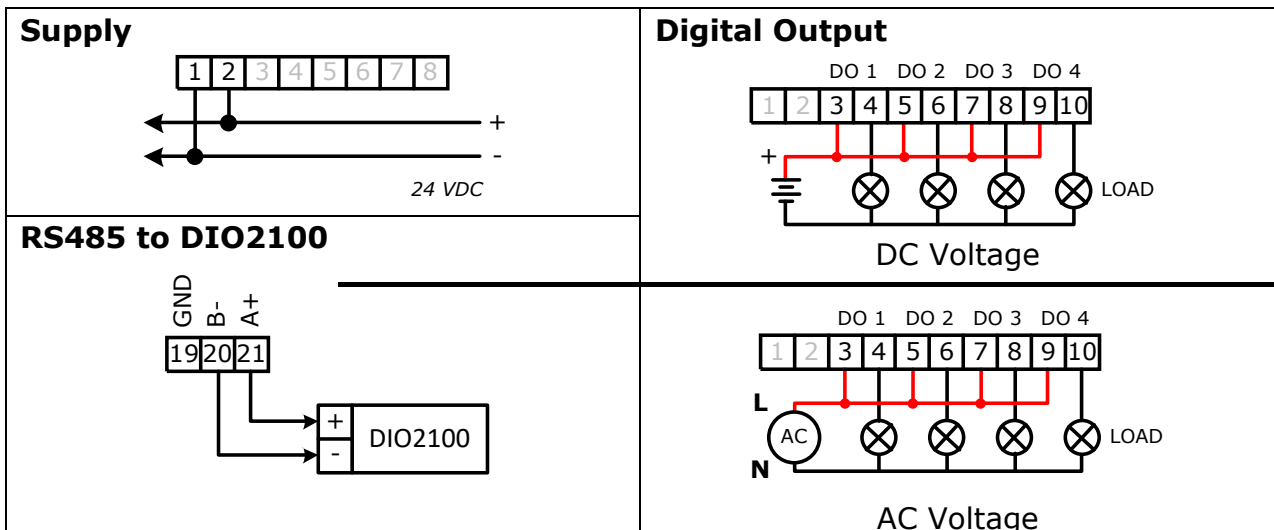 Supply
1 2 3 4 5 6 7 8
+
-
24 VDC
RS485 to DIO2100
GND B- A+
19 20 21
+
DIO2100
-
Digital Output
DO 1 DO 2 DO 3 DO 4
1 2 3 4 5 6 7 8 9 10
+
LOAD
DC Voltage
DO 1 DO 2 DO 3 DO 4
1 2 3 4 5 6 7 8 9 10
L
AC
LOAD
N
AC Voltage